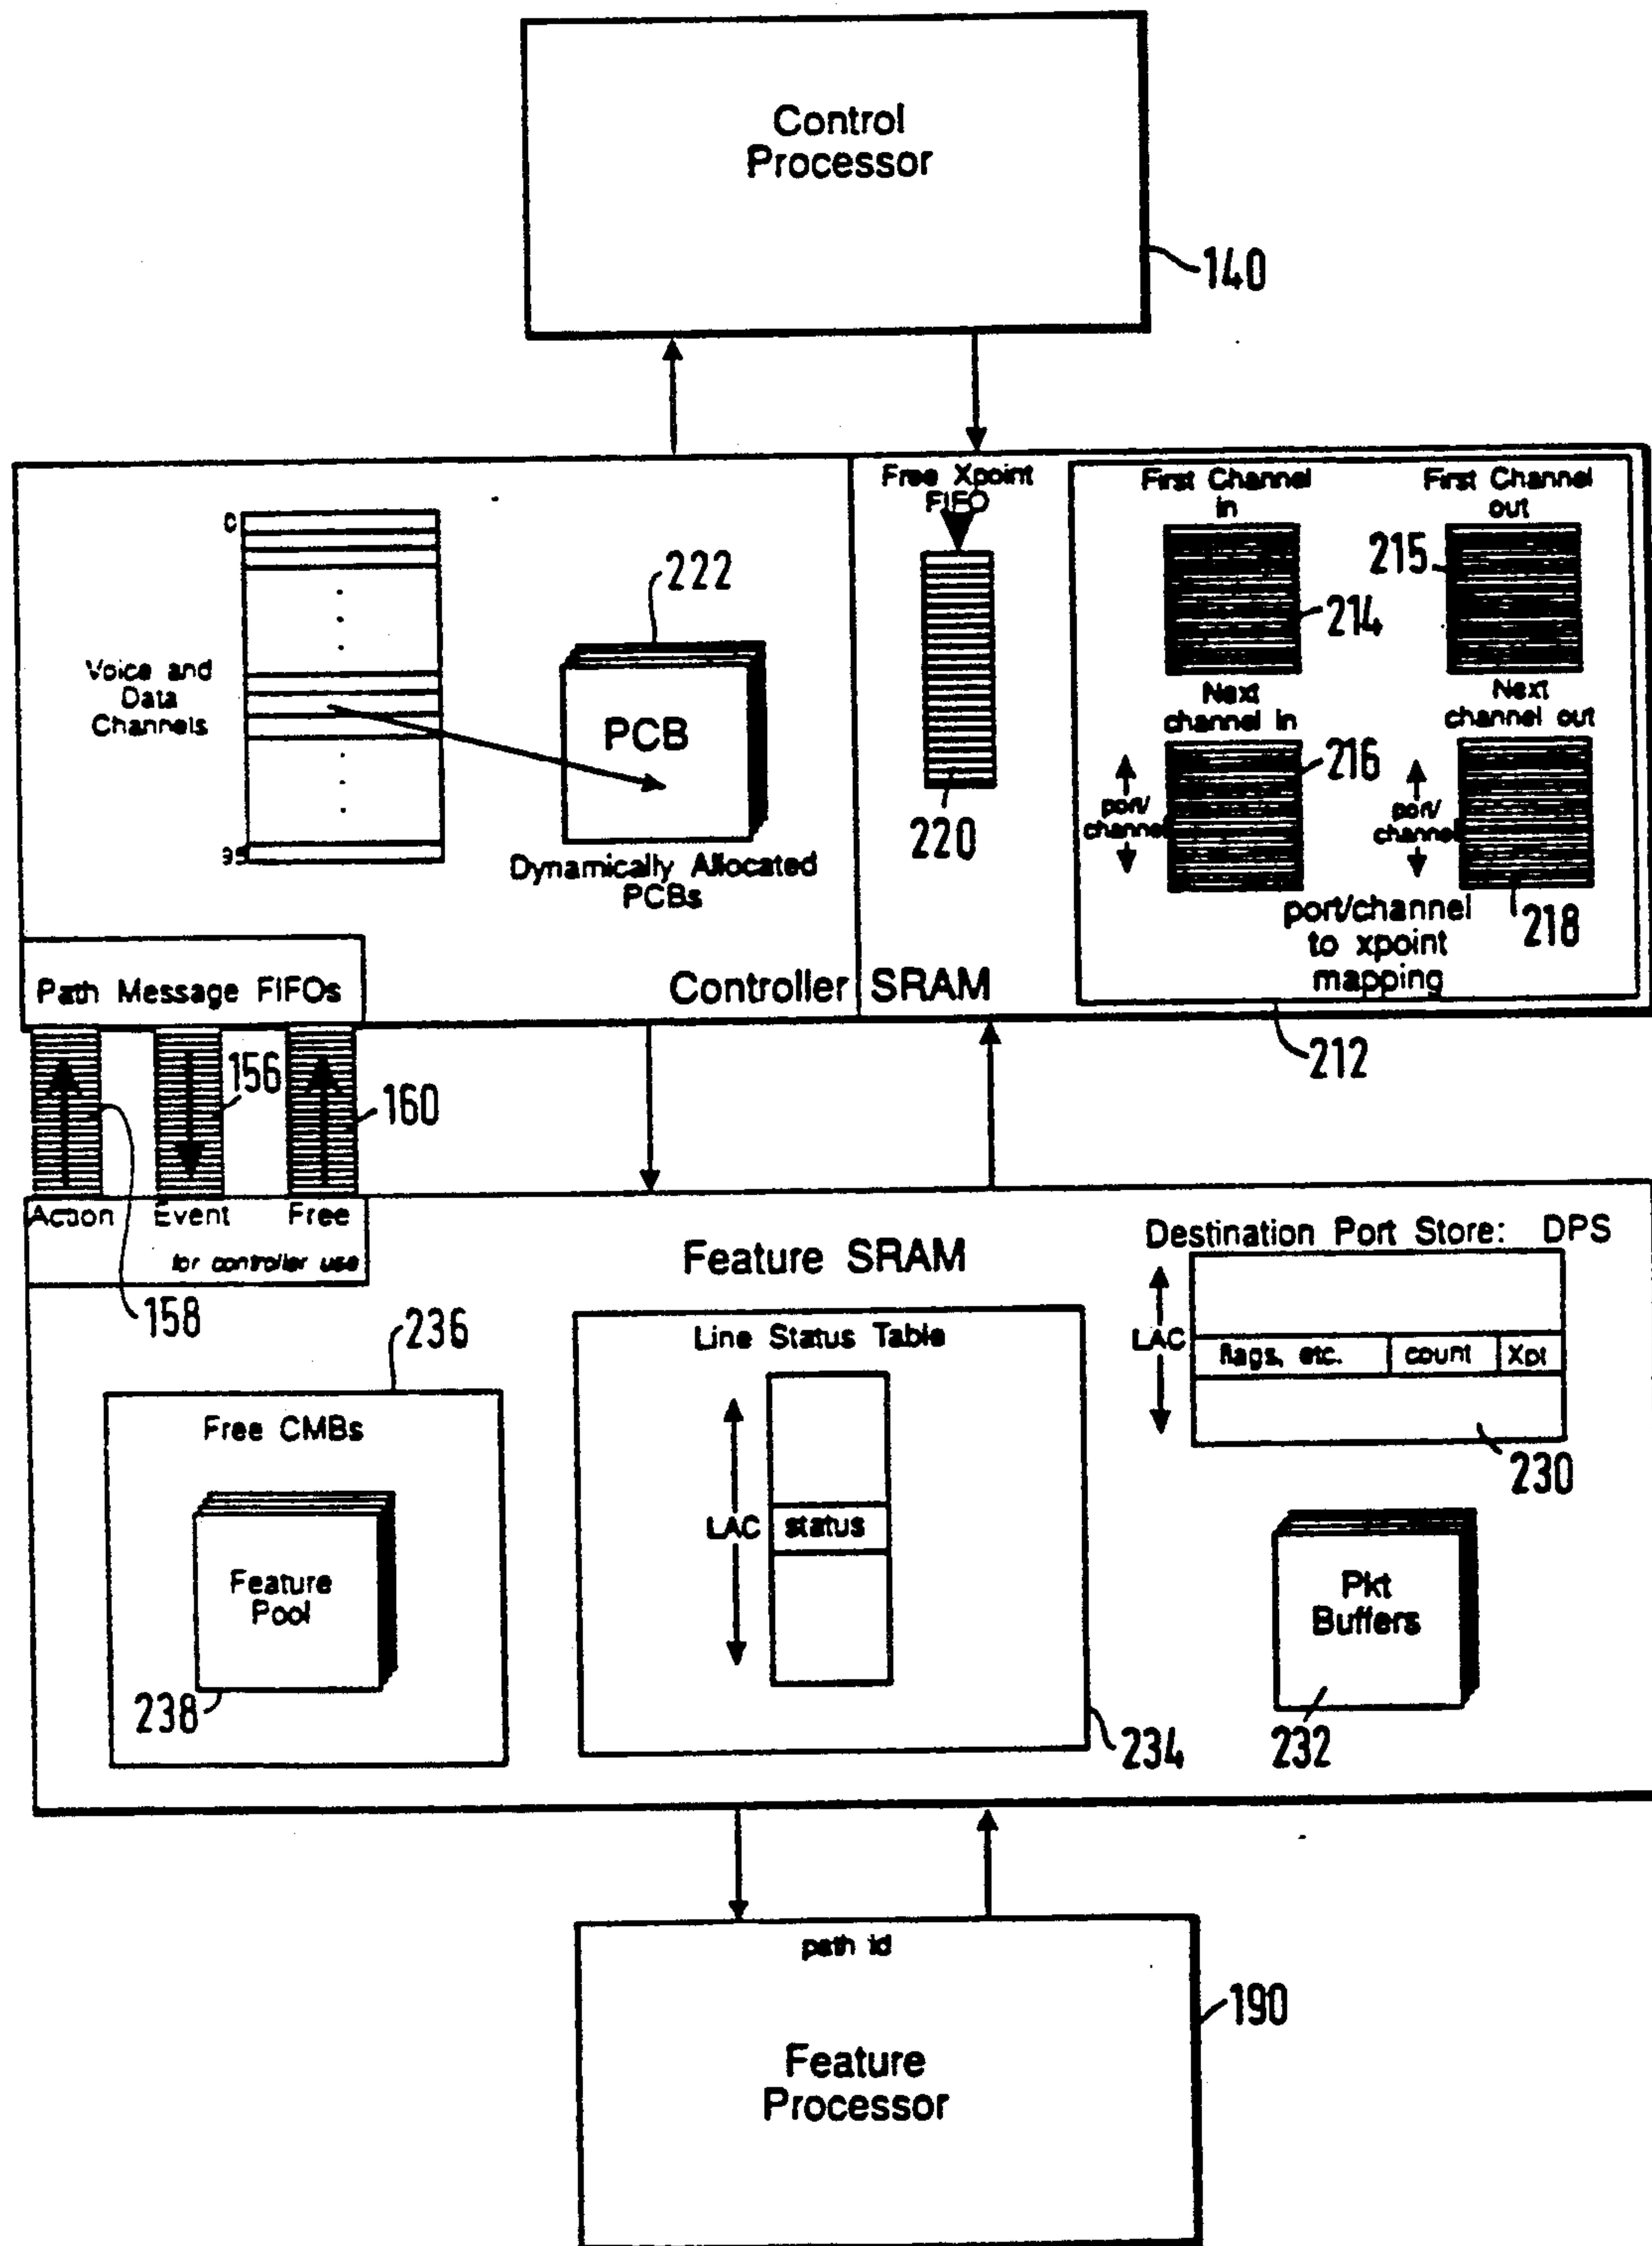 Control
Processor
140
Free Xpoint
FIFO
First Channel
in
First Channel
out
0
222
215
214
Voice and
Data
Channels
PCB
Next
channel in
Next
channel out
216
port/
channel
port/
channel
220
95
Dynamically Allocated
PCBs
218
port/channel
to xpoint
mapping
Path Message FIFOs
Controller SRAM
212
156
160
Action
Event
Free
for controller use
158
Feature SRAM
Destination Port Store: DPS
LAC
flags, etc.
count
Xpt
230
236
Line Status Table
Free CMBs
LAC
status
Feature
Pool
Pkt
Buffers
238
234
232
path id
190
Feature
Processor